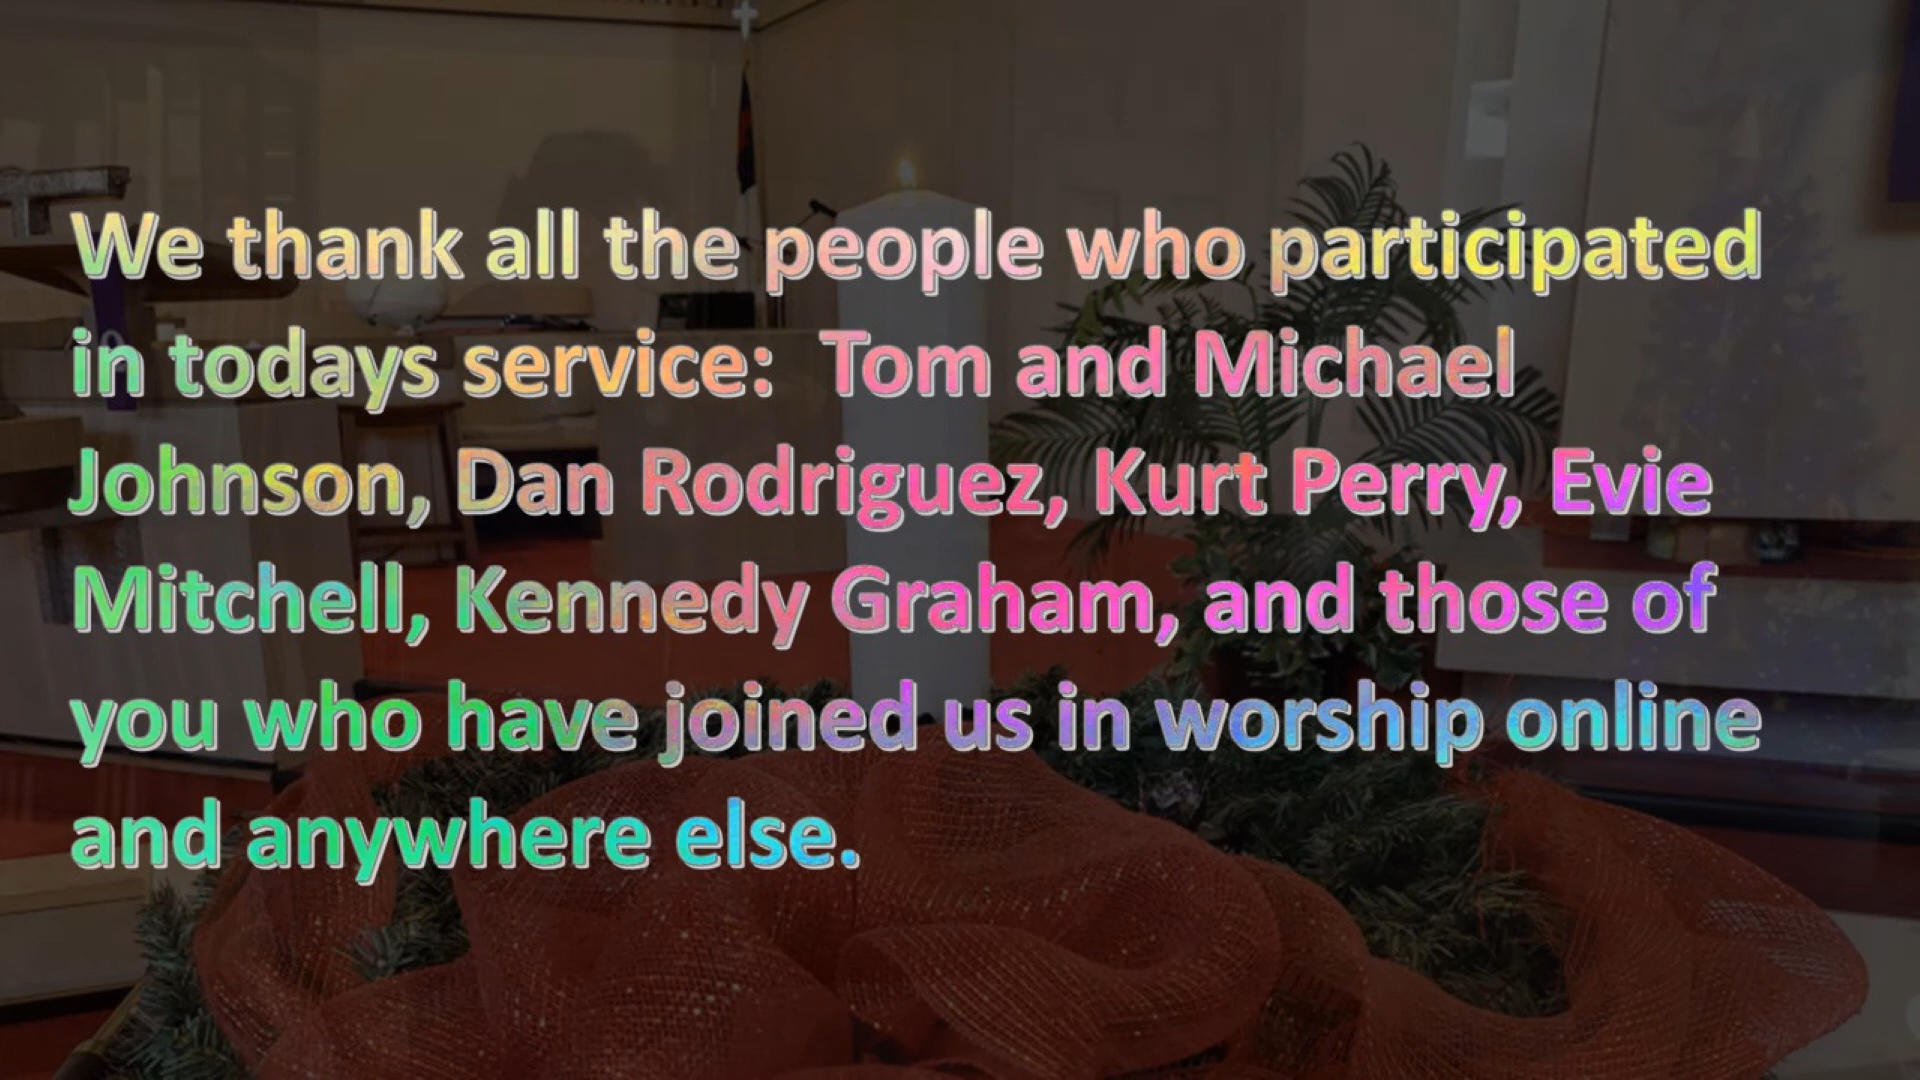 We thank all the people who participated
in todays service:  Tom and Michael
Johnson, Dan Rodriguez, Kurt Perry, Evie
Mitchell, Kennedy Graham, and those of
you who have joined us in worship online
and anywhere else.